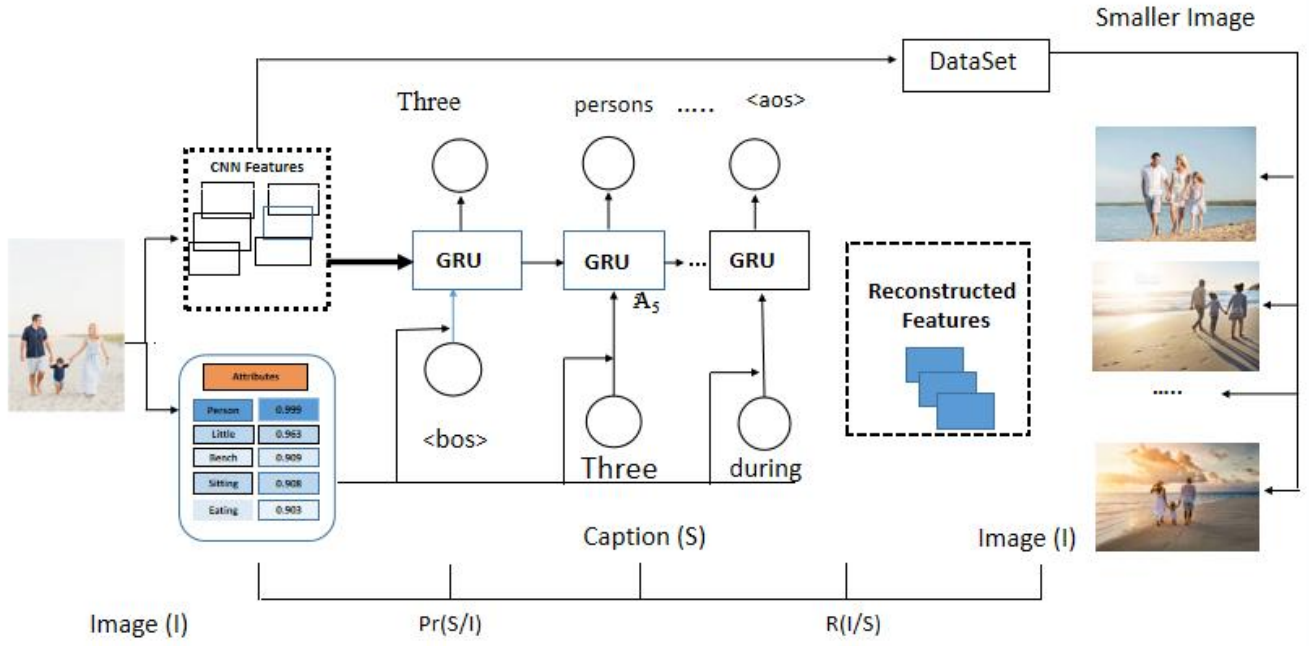 Smaller Image
DataSet
Three
persons ..... <aos>
CNN Features
GRU
GRU
...
GRU
A₅
Reconstructed
Features
Attributes
Person 0.999
Little 0.963
Bench 0.909
Sitting 0.908
Eating 0.903
<bos>
Three
during
.....
Caption (S)
Image (I)
Image (I)
Pr(S/I)
R(I/S)